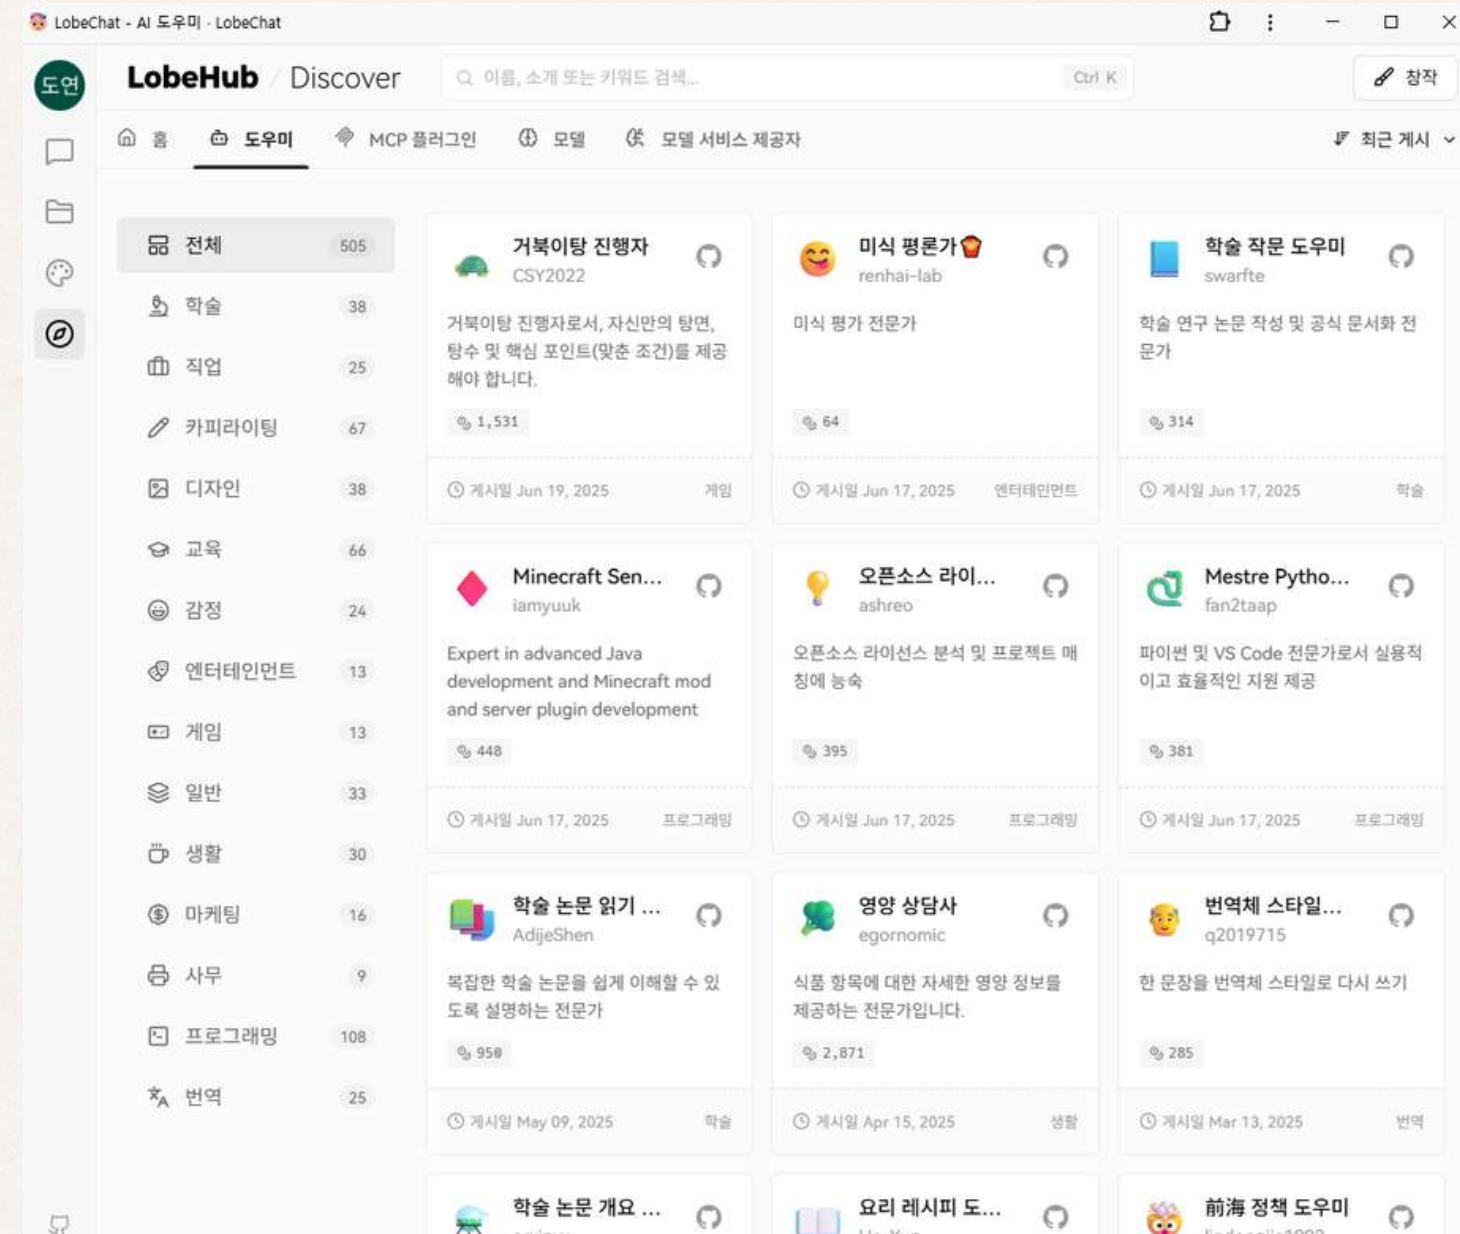 LobeChat - AI 도우미 · LobeChat
도연
LobeHub / Discover
이름, 소개 또는 키워드 검색...
Ctrl K
창작
홈
도우미
MCP 플러그인
모델
모델 서비스 제공자
최근 게시
전체 505
학술 38
직업 25
카피라이팅 67
디자인 38
교육 66
감정 24
엔터테인먼트 13
게임 13
일반 33
생활 30
마케팅 16
사무 9
프로그래밍 108
번역 25
거북이탕 진행자
CSY2022
거북이탕 진행자로서, 자신만의 탕면,
탕수 및 핵심 포인트(맞춘 조건)를 제공
해야 합니다.
1,531
게시일 Jun 19, 2025 게임
미식 평론가
renhai-lab
미식 평가 전문가
64
게시일 Jun 17, 2025 엔터테인먼트
학술 작문 도우미
swarfte
학술 연구 논문 작성 및 공식 문서화 전
문가
314
게시일 Jun 17, 2025 학술
Minecraft Sen...
iamyuuk
Expert in advanced Java
development and Minecraft mod
and server plugin development
448
게시일 Jun 17, 2025 프로그래밍
오픈소스 라이...
ashreo
오픈소스 라이선스 분석 및 프로젝트 매
칭에 능숙
395
게시일 Jun 17, 2025 프로그래밍
Mestre Pytho...
fan2taap
파이썬 및 VS Code 전문가로서 실용적
이고 효율적인 지원 제공
381
게시일 Jun 17, 2025 프로그래밍
학술 논문 읽기 ...
AdijeShen
복잡한 학술 논문을 쉽게 이해할 수 있
도록 설명하는 전문가
950
게시일 May 09, 2025 학술
영양 상담사
egornomic
식품 항목에 대한 자세한 영양 정보를
제공하는 전문가입니다.
2,871
게시일 Apr 15, 2025 생활
번역체 스타일...
q2019715
한 문장을 번역체 스타일로 다시 쓰기
285
게시일 Mar 13, 2025 번역
학술 논문 개요 ...
요리 레시피 도...
前海 정책 도우미